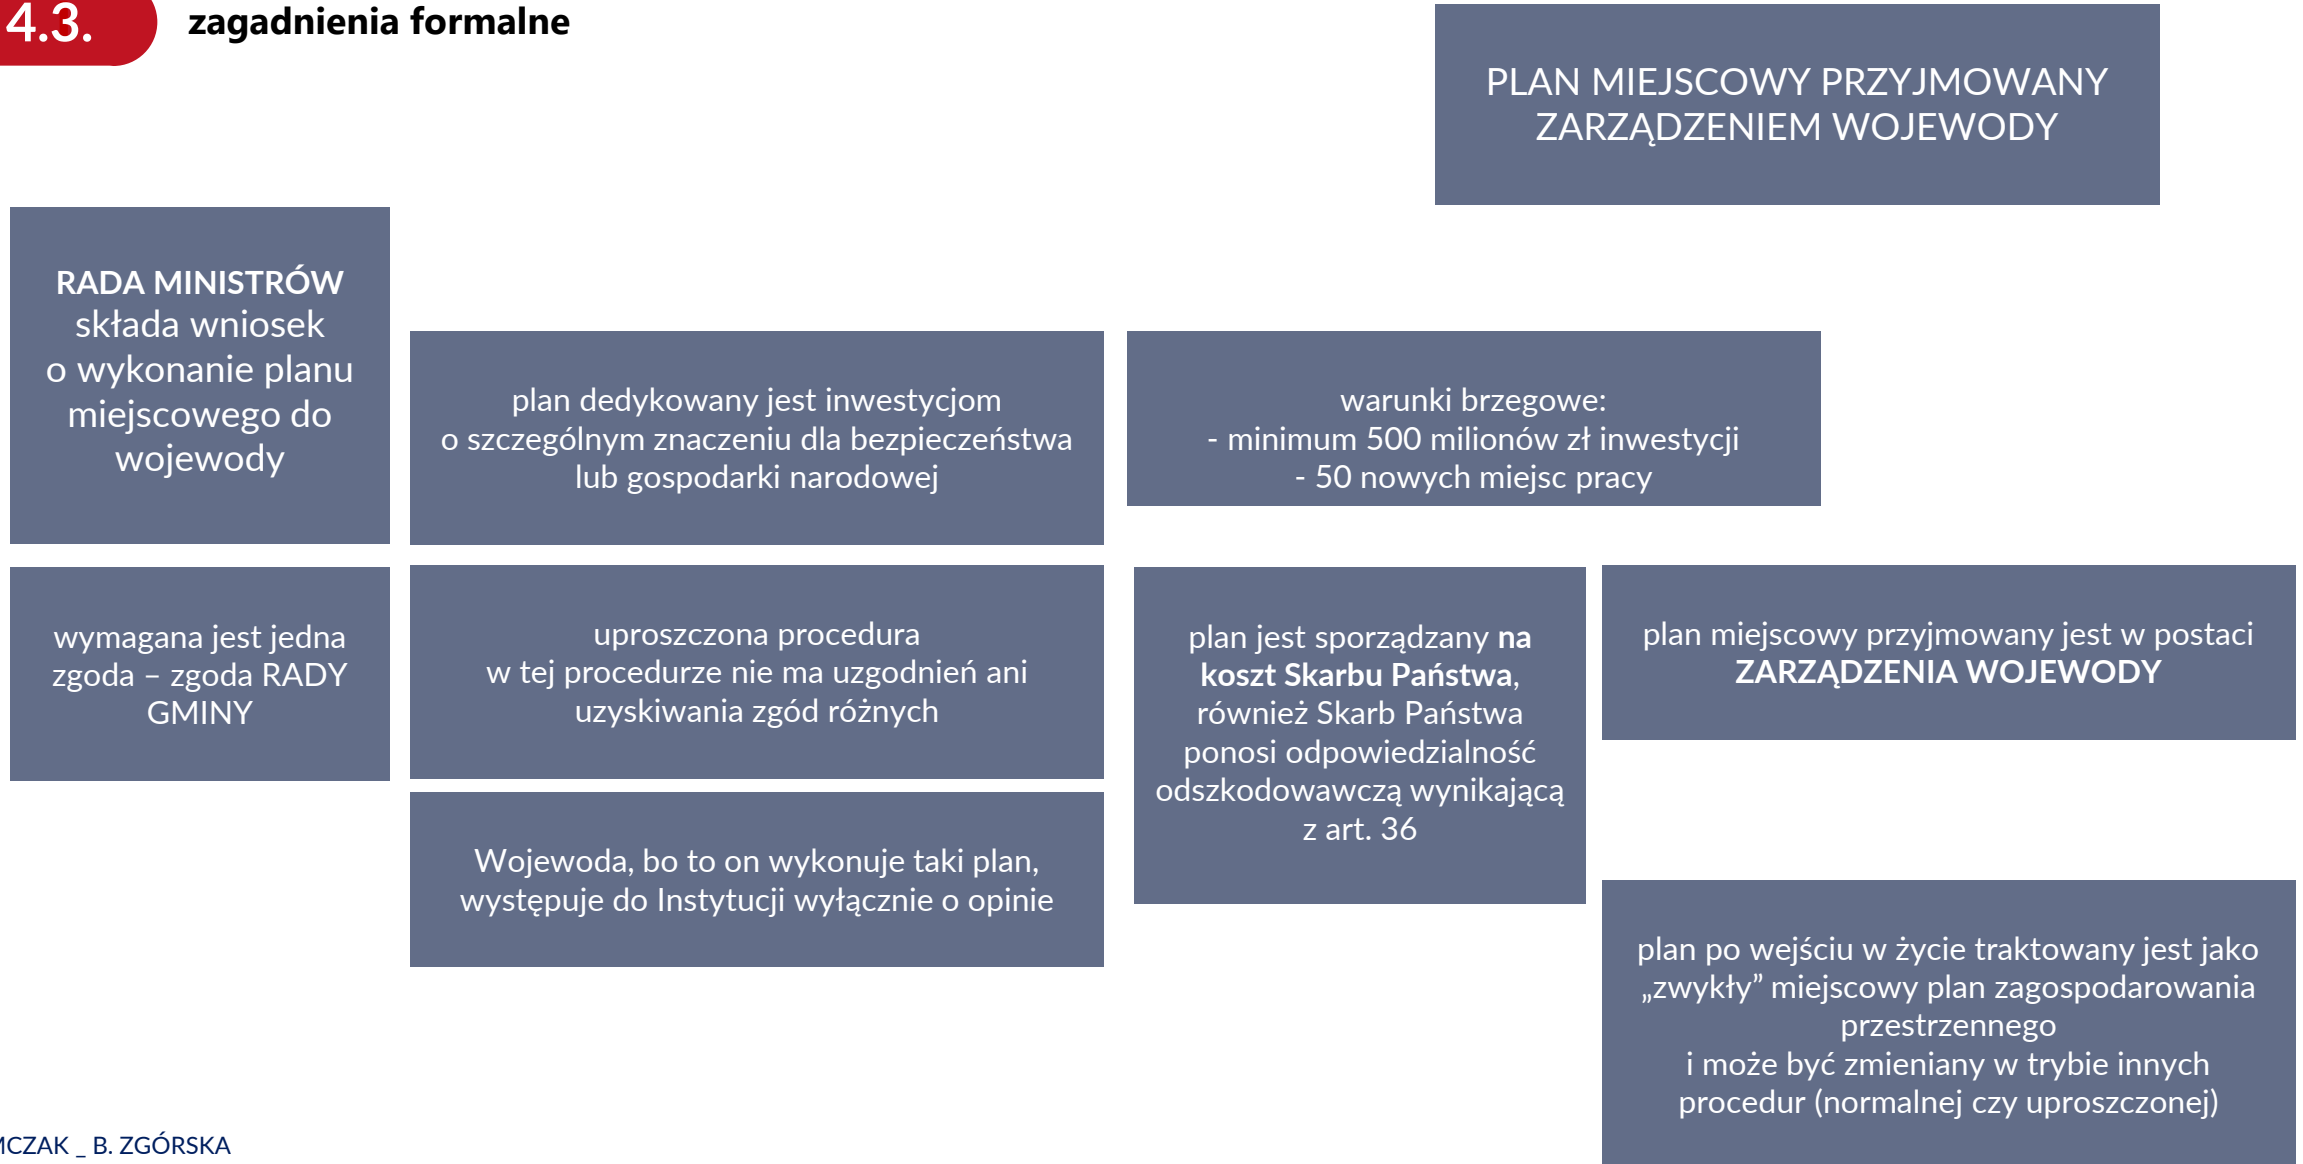 4.3.
zagadnienia formalne
PLAN MIEJSCOWY PRZYJMOWANY
ZARZĄDZENIEM WOJEWODY
RADA MINISTRÓW
składa wniosek
o wykonanie planu
miejscowego do
wojewody
plan dedykowany jest inwestycjom
o szczególnym znaczeniu dla bezpieczeństwa
lub gospodarki narodowej
warunki brzegowe:
- minimum 500 milionów zł inwestycji
- 50 nowych miejsc pracy
wymagana jest jedna
zgoda – zgoda RADY
GMINY
uproszczona procedura
w tej procedurze nie ma uzgodnień ani
uzyskiwania zgód różnych
Wojewoda, bo to on wykonuje taki plan,
występuje do Instytucji wyłącznie o opinie
plan jest sporządzany na
koszt Skarbu Państwa,
również Skarb Państwa
ponosi odpowiedzialność
odszkodowawczą wynikającą
z art. 36
plan miejscowy przyjmowany jest w postaci
ZARZĄDZENIA WOJEWODY
plan po wejściu w życie traktowany jest jako
„zwykły” miejscowy plan zagospodarowania
przestrzennego
i może być zmieniany w trybie innych
procedur (normalnej czy uproszczonej)
MCZAK _ B. ZGÓRSKA